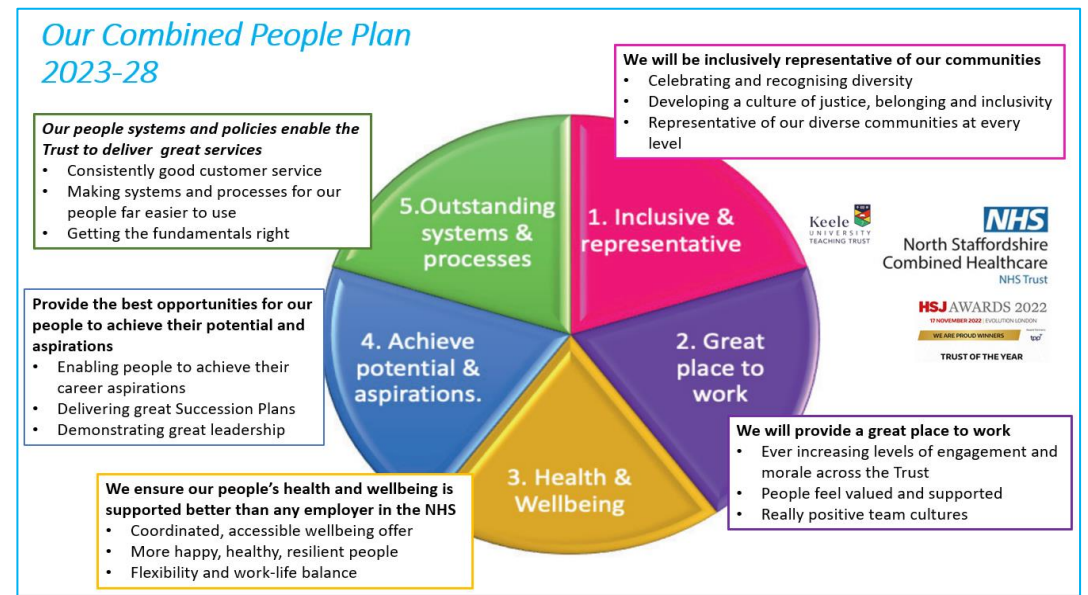 Our Combined People Plan
2023-28
We will be inclusively representative of our communities
• Celebrating and recognising diversity
• Developing a culture of justice, belonging and inclusivity
• Representative of our diverse communities at every
level
Our people systems and policies enable the
Trust to deliver great services
• Consistently good customer service
• Making systems and processes for our
people far easier to use
• Getting the fundamentals right
5.Outstanding
systems &
processes
1. Inclusive &
representative
Keele
UNIVERSITY
TEACHING TRUST
NHS
North Staffordshire
Combined Healthcare
NHS Trust
HSJ AWARDS 2022
17 NOVEMBER 2022 | EVOLUTION LONDON
WE ARE PROUD WINNERS
TRUST OF THE YEAR
Provide the best opportunities for our
people to achieve their potential and
aspirations
• Enabling people to achieve their
career aspirations
• Delivering great Succession Plans
• Demonstrating great leadership
4. Achieve
potential &
aspirations.
2. Great
place to
work
We will provide a great place to work
• Ever increasing levels of engagement and
morale across the Trust
• People feel valued and supported
• Really positive team cultures
3. Health &
Wellbeing
We ensure our people's health and wellbeing is
supported better than any employer in the NHS
• Coordinated, accessible wellbeing offer
• More happy, healthy, resilient people
• Flexibility and work-life balance